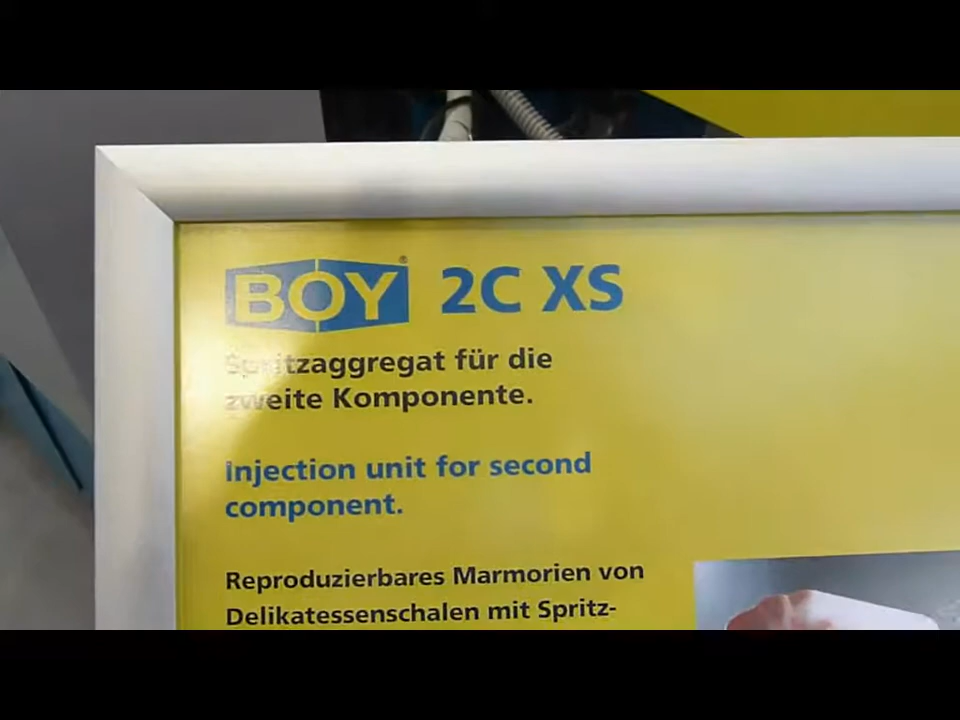 BOY® 2C XS
Spritzaggregat für die
zweite Komponente.
Injection unit for second
component.
Reproduzierbares Marmorien von
Delikatessenschalen mit Spritz-